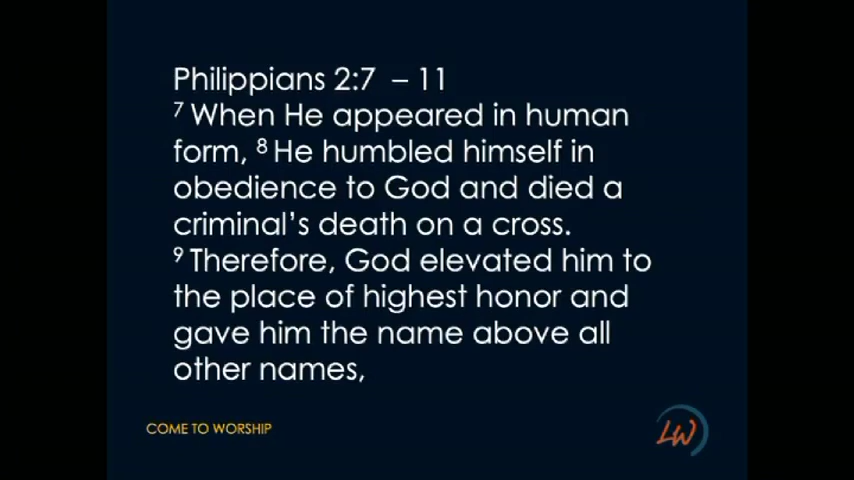 Philippians 2:7 – 11
⁷ When He appeared in human
form, ⁸ He humbled himself in
obedience to God and died a
criminal’s death on a cross.
⁹ Therefore, God elevated him to
the place of highest honor and
gave him the name above all
other names,
COME TO WORSHIP
LW